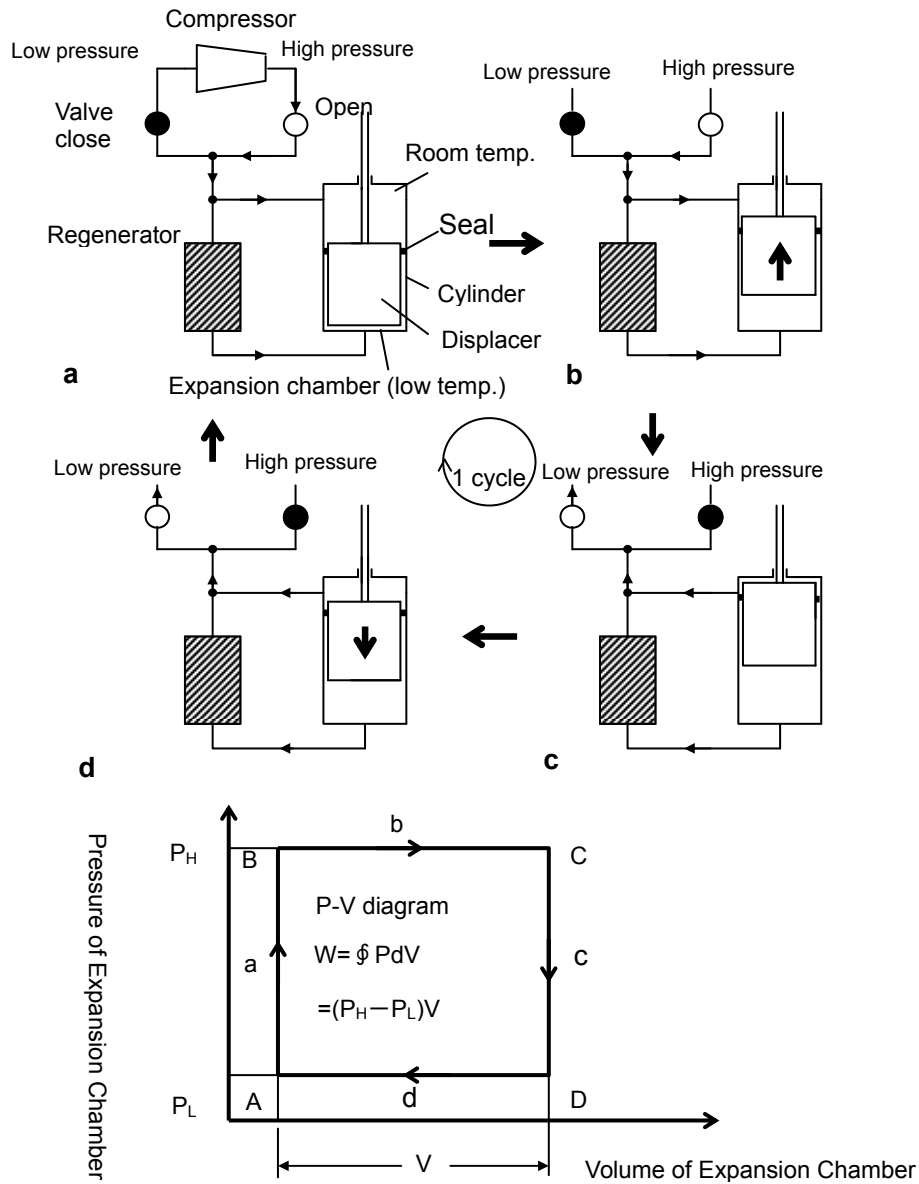 Compressor
Low pressure
High pressure
Valve
close
Open
Room temp.
Regenerator
Seal
Cylinder
Displacer
a
Expansion chamber (low temp.)
Low pressure
High pressure
b
Low pressure
High pressure
d
1 cycle
Low pressure
High pressure
c
Pressure of Expansion Chamber
PH
B
b
C
P-V diagram
a
W= ∮ PdV
c
=(PH－PL)V
PL
A
d
D
V
Volume of Expansion Chamber